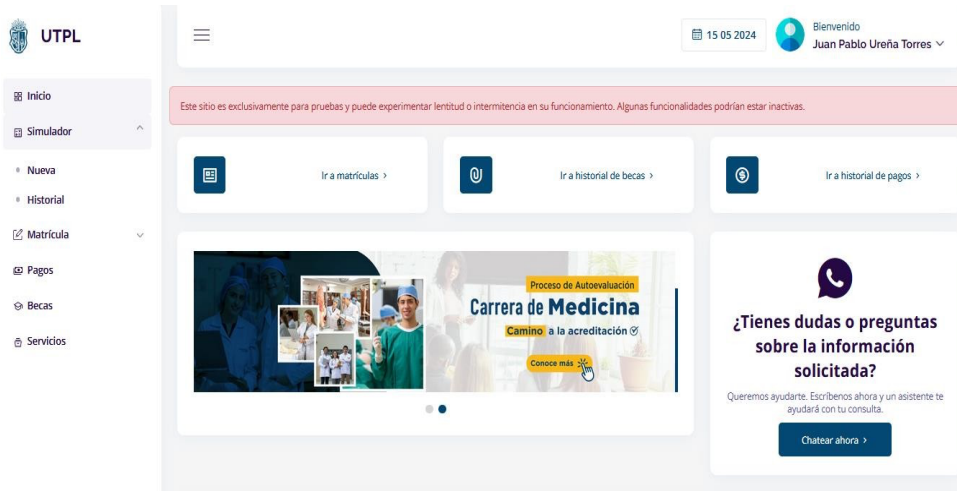 UTPL
15 05 2024
Bienvenido
Juan Pablo Ureña Torres
Inicio
Simulador
Nueva
Historial
Matrícula
Pagos
Becas
Servicios
Este sitio es exclusivamente para pruebas y puede experimentar lentitud o intermitencia en su funcionamiento. Algunas funcionalidades podrían estar inactivas.
Ir a matrículas >
Ir a historial de becas >
Ir a historial de pagos >
Proceso de Autoevaluación
Carrera de Medicina
Camino a la acreditación
Conoce más
¿Tienes dudas o preguntas
sobre la información
solicitada?
Queremos ayudarte. Escríbenos ahora y un asistente te
ayudará con tu consulta.
Chatear ahora >